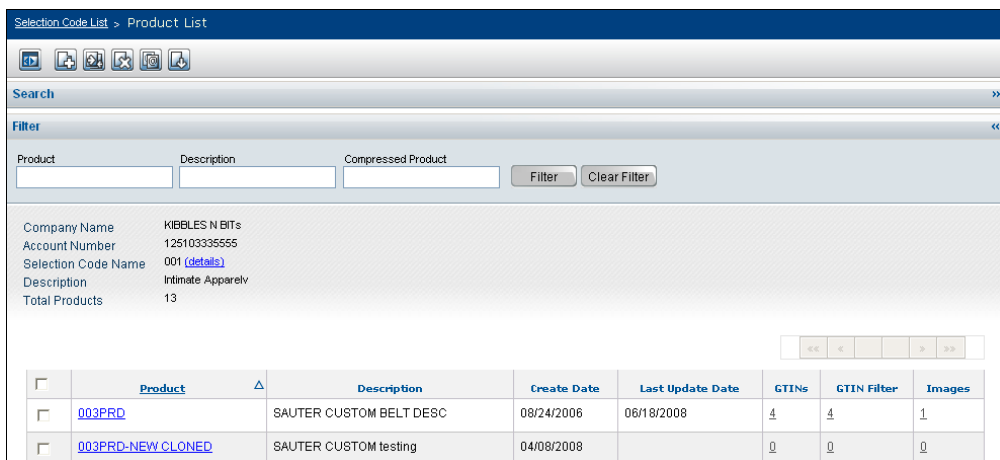 Selection Code List > Product List
Search »
Filter «
Product Description Compressed Product
Filter Clear Filter
Company Name KIBBLES N BITs
Account Number 125103335555
Selection Code Name 001 (details)
Description Intimate Apparelv
Total Products 13
<< < > >>
Product Description Create Date Last Update Date GTINs GTIN Filter Images
003PRD SAUTER CUSTOM BELT DESC 08/24/2006 06/18/2008 4 4 1
003PRD-NEW CLONED SAUTER CUSTOM testing 04/08/2008 0 0 0